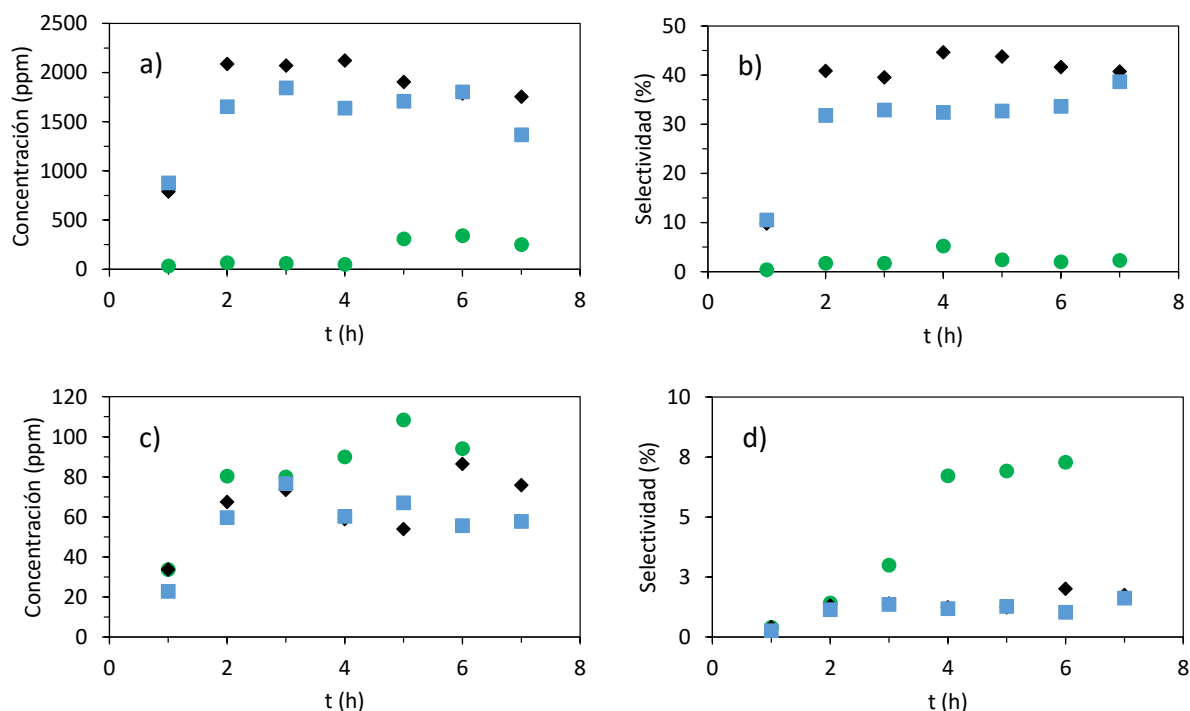 a)
Concentración (ppm)
2500
2000
1500
1000
500
0
0 2 4 6 8
t (h)
b)
Selectividad (%)
50
40
30
20
10
0
0 2 4 6 8
t (h)
c)
Concentración (ppm)
120
100
80
60
40
20
0
0 2 4 6 8
t (h)
d)
Selectividad (%)
10
8
5
3
0
0 2 4 6 8
t (h)